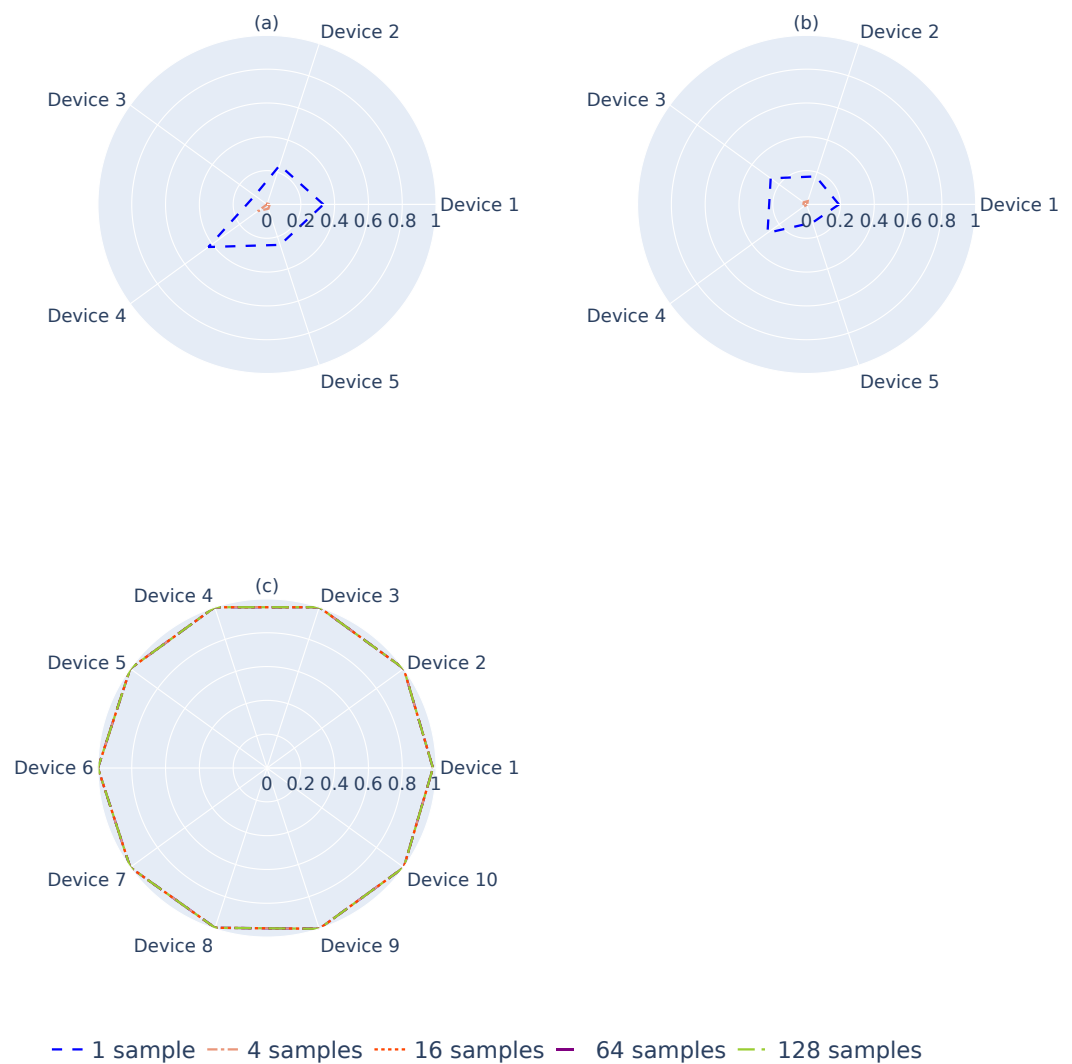 (a)
Device 2
Device 3
Device 1
0 0.2 0.4 0.6 0.8 1
Device 4
Device 5
(b)
Device 2
Device 3
Device 1
0 0.2 0.4 0.6 0.8 1
Device 4
Device 5
(c)
Device 4
Device 3
Device 5
Device 2
Device 6
Device 1
0 0.2 0.4 0.6 0.8 1
Device 7
Device 10
Device 8
Device 9
1 sample 4 samples 16 samples 64 samples 128 samples